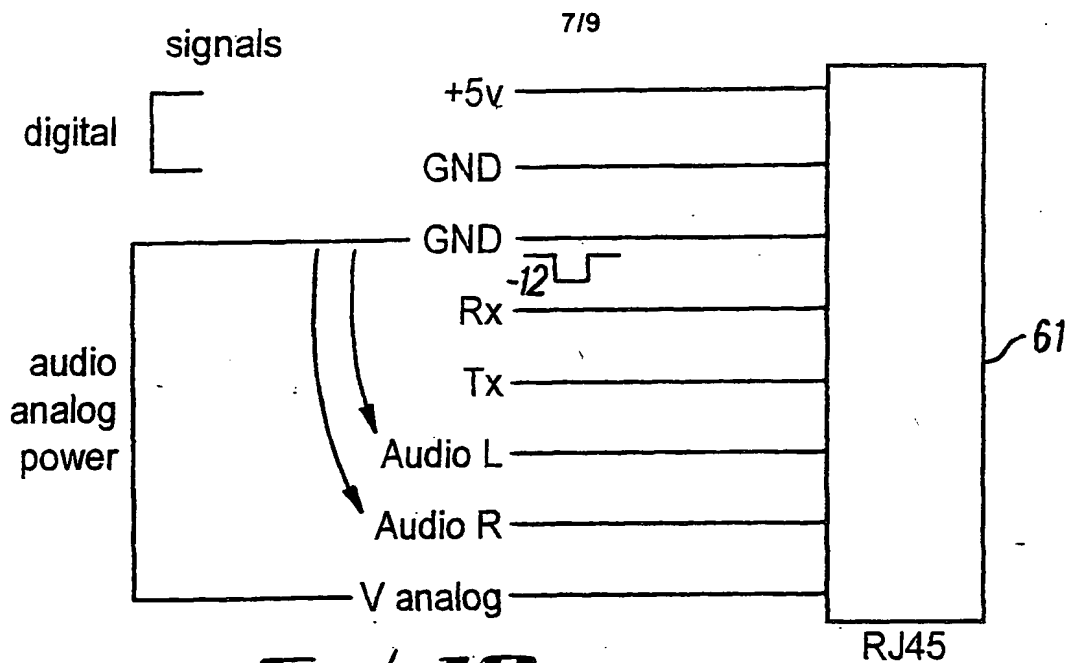 7/9
signals
digital
+5v
GND
GND
-12
Rx
Tx
audio
analog
power
Audio L
Audio R
V analog
61
RJ45